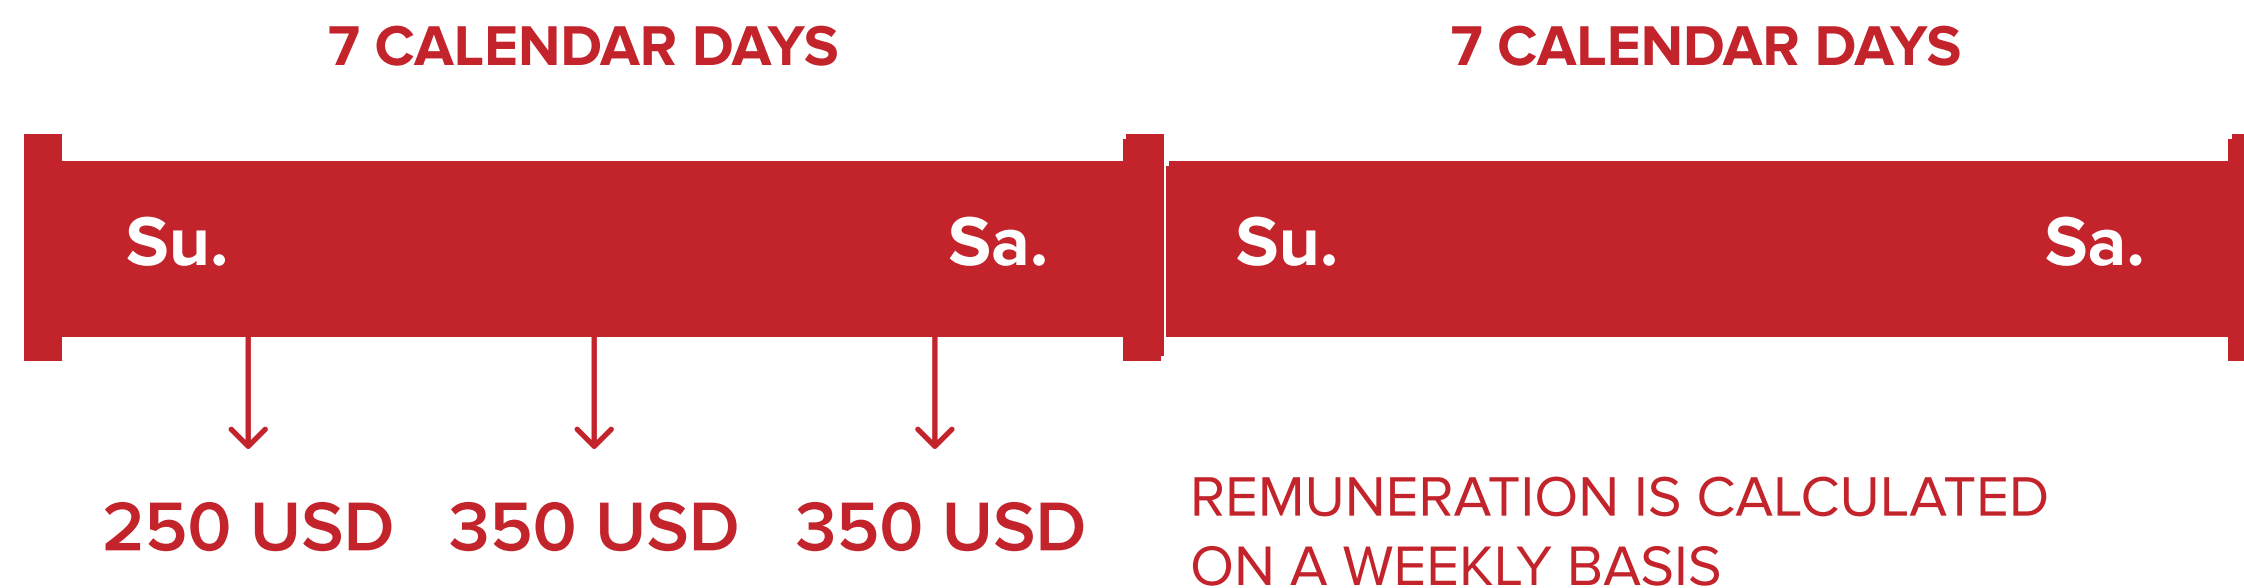 7 CALENDAR DAYS
7 CALENDAR DAYS
Su.
Sa.
Su.
Sa.
250 USD
350 USD
350 USD
REMUNERATION IS CALCULATED
ON A WEEKLY BASIS